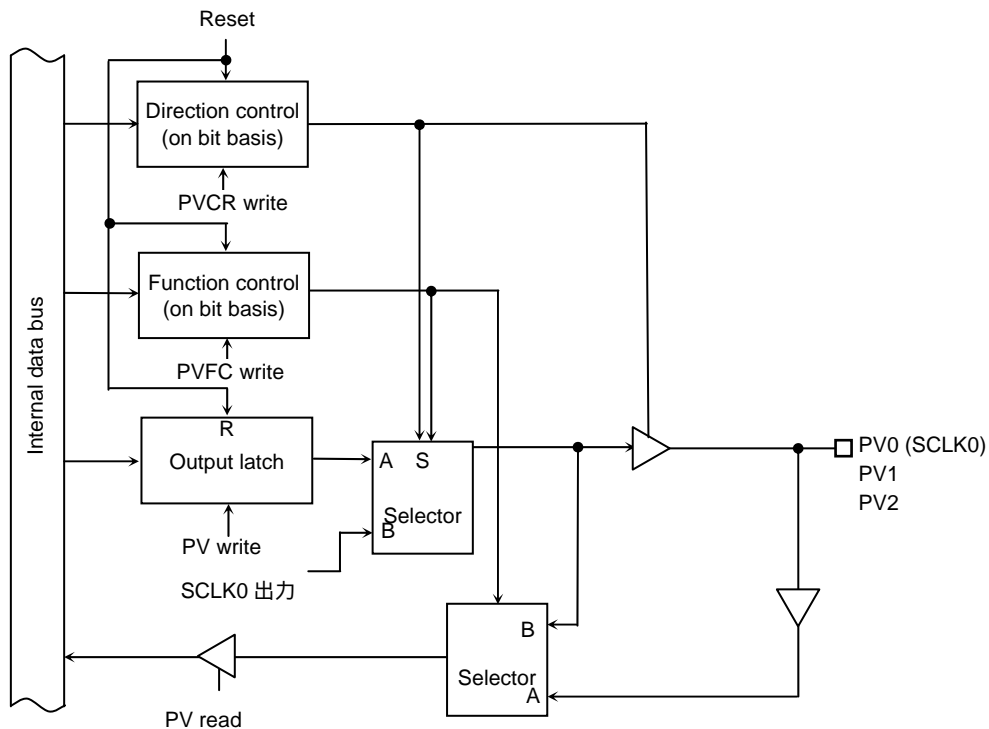 Reset
Direction control
(on bit basis)
PVCR write
Function control
(on bit basis)
PVFC write
Internal data bus
R
Output latch
PV write
A S
Selector
B
SCLK0 出力
PV0 (SCLK0)
PV1
PV2
B
Selector
A
PV read